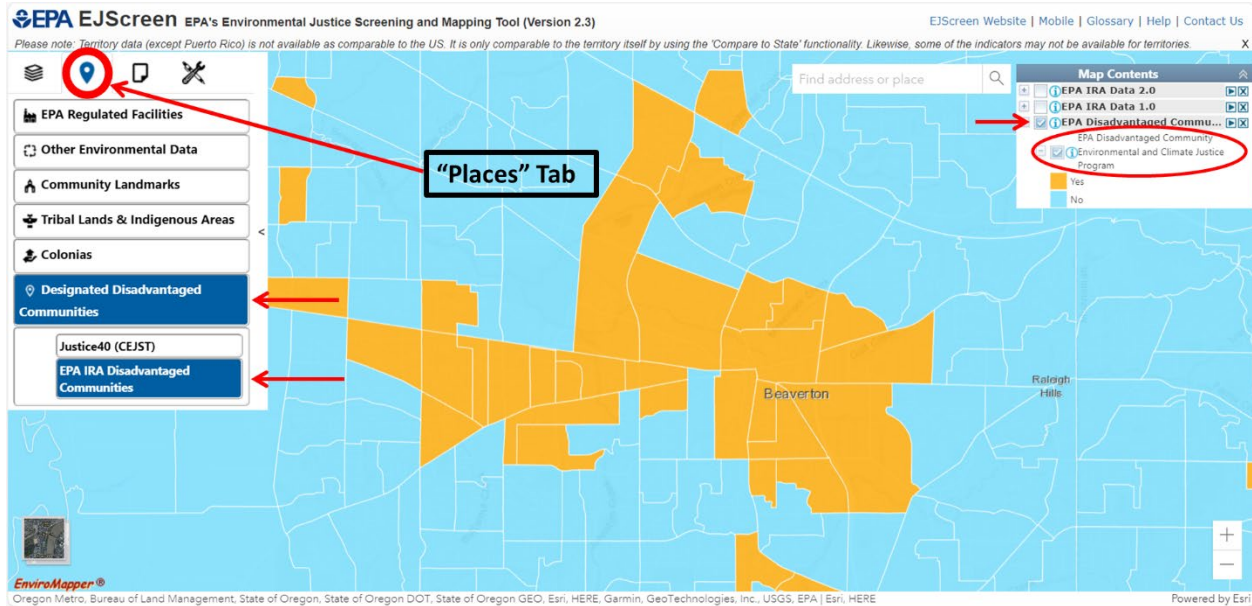 EPA EJScreen EPA's Environmental Justice Screening and Mapping Tool (Version 2.3)
EJScreen Website | Mobile | Glossary | Help | Contact Us
Please note: Territory data (except Puerto Rico) is not available as comparable to the US. It is only comparable to the territory itself by using the 'Compare to State' functionality. Likewise, some of the indicators may not be available for territories. X
Find address or place
Map Contents
EPA IRA Data 2.0
EPA IRA Data 1.0
EPA Disadvantaged Commu...
EPA Disadvantaged Community
Environmental and Climate Justice
Program
Yes
No
EPA Regulated Facilities
Other Environmental Data
Community Landmarks
Tribal Lands & Indigenous Areas
<
Colonias
Designated Disadvantaged
Communities
Justice40 (CEJST)
EPA IRA Disadvantaged
Communities
"Places" Tab
Beaverton
Raleigh
Hills
+
−
EnviroMapper ®
Oregon Metro, Bureau of Land Management, State of Oregon, State of Oregon DOT, State of Oregon GEO, Esri, HERE, Garmin, GeoTechnologies, Inc., USGS, EPA | Esri, HERE
Powered by Esri